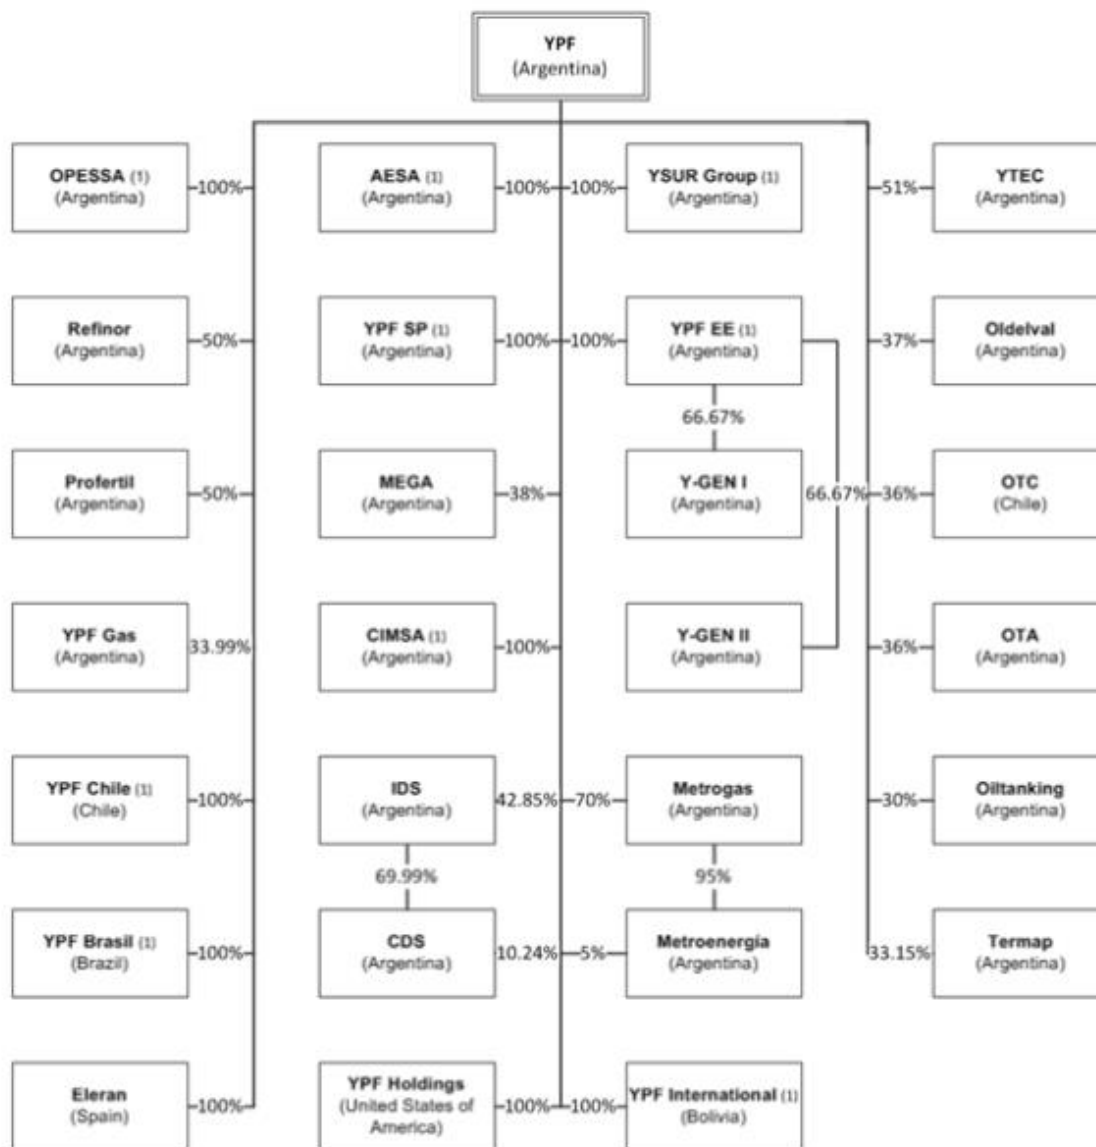 YPF
(Argentina)
OPESSA (1)
(Argentina)
100%
AESA (1)
(Argentina)
100%
100%
YSUR Group (1)
(Argentina)
51%
YTEC
(Argentina)
Refinor
(Argentina)
50%
YPF SP (1)
(Argentina)
100%
100%
YPF EE (1)
(Argentina)
37%
Oldelval
(Argentina)
66.67%
Profertil
(Argentina)
50%
MEGA
(Argentina)
38%
Y-GEN I
(Argentina)
66.67%
36%
OTC
(Chile)
YPF Gas
(Argentina)
33.99%
CIMSA (1)
(Argentina)
100%
Y-GEN II
(Argentina)
36%
OTA
(Argentina)
YPF Chile (1)
(Chile)
100%
IDS
(Argentina)
42.85%
70%
Metrogas
(Argentina)
30%
Oiltanking
(Argentina)
69.99%
95%
YPF Brasil (1)
(Brazil)
100%
CDS
(Argentina)
10.24%
5%
Metroenergía
(Argentina)
33.15%
Termap
(Argentina)
Eleran
(Spain)
100%
YPF Holdings
(United States of
America)
100%
100%
YPF International (1)
(Bolivia)